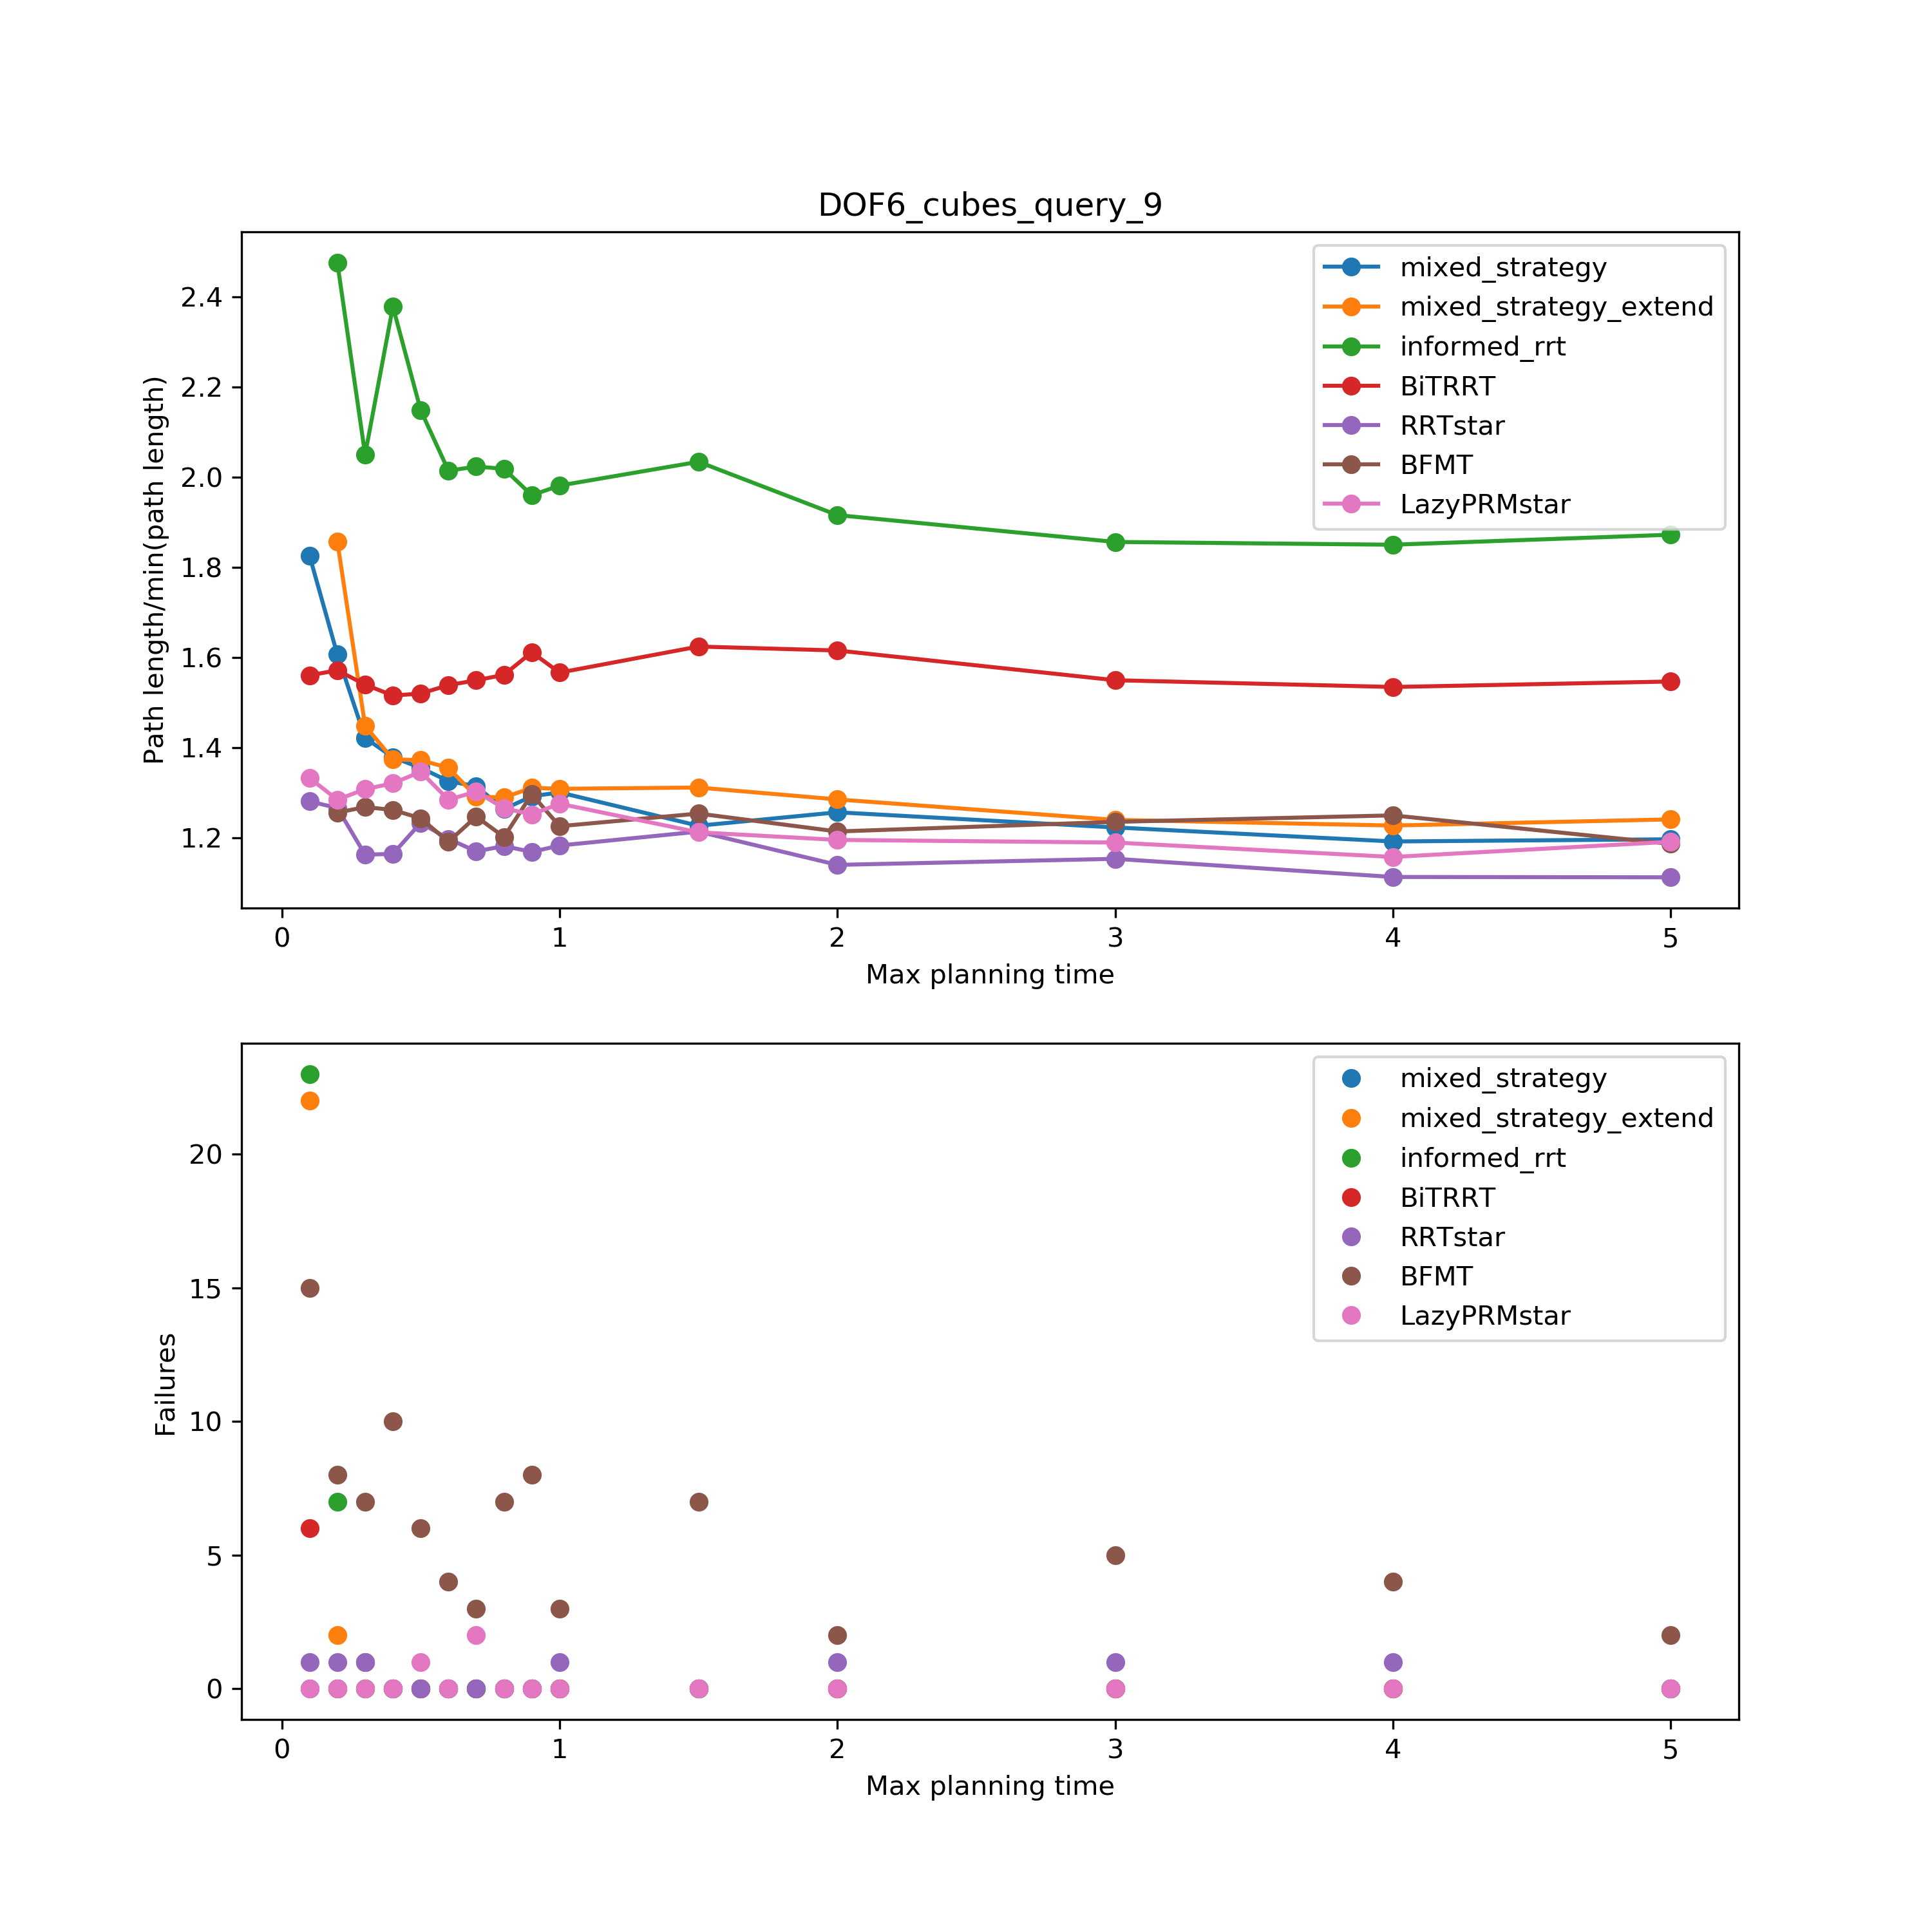 DOF6_cubes_query_9
Path length/min(path length)
2.4
2.2
2.0
1.8
1.6
1.4
1.2
mixed_strategy
mixed_strategy_extend
informed_rrt
BiTRRT
RRTstar
BFMT
LazyPRMstar
0 1 2 3 4 5
Max planning time
Failures
20
15
10
5
0
mixed_strategy
mixed_strategy_extend
informed_rrt
BiTRRT
RRTstar
BFMT
LazyPRMstar
0 1 2 3 4 5
Max planning time